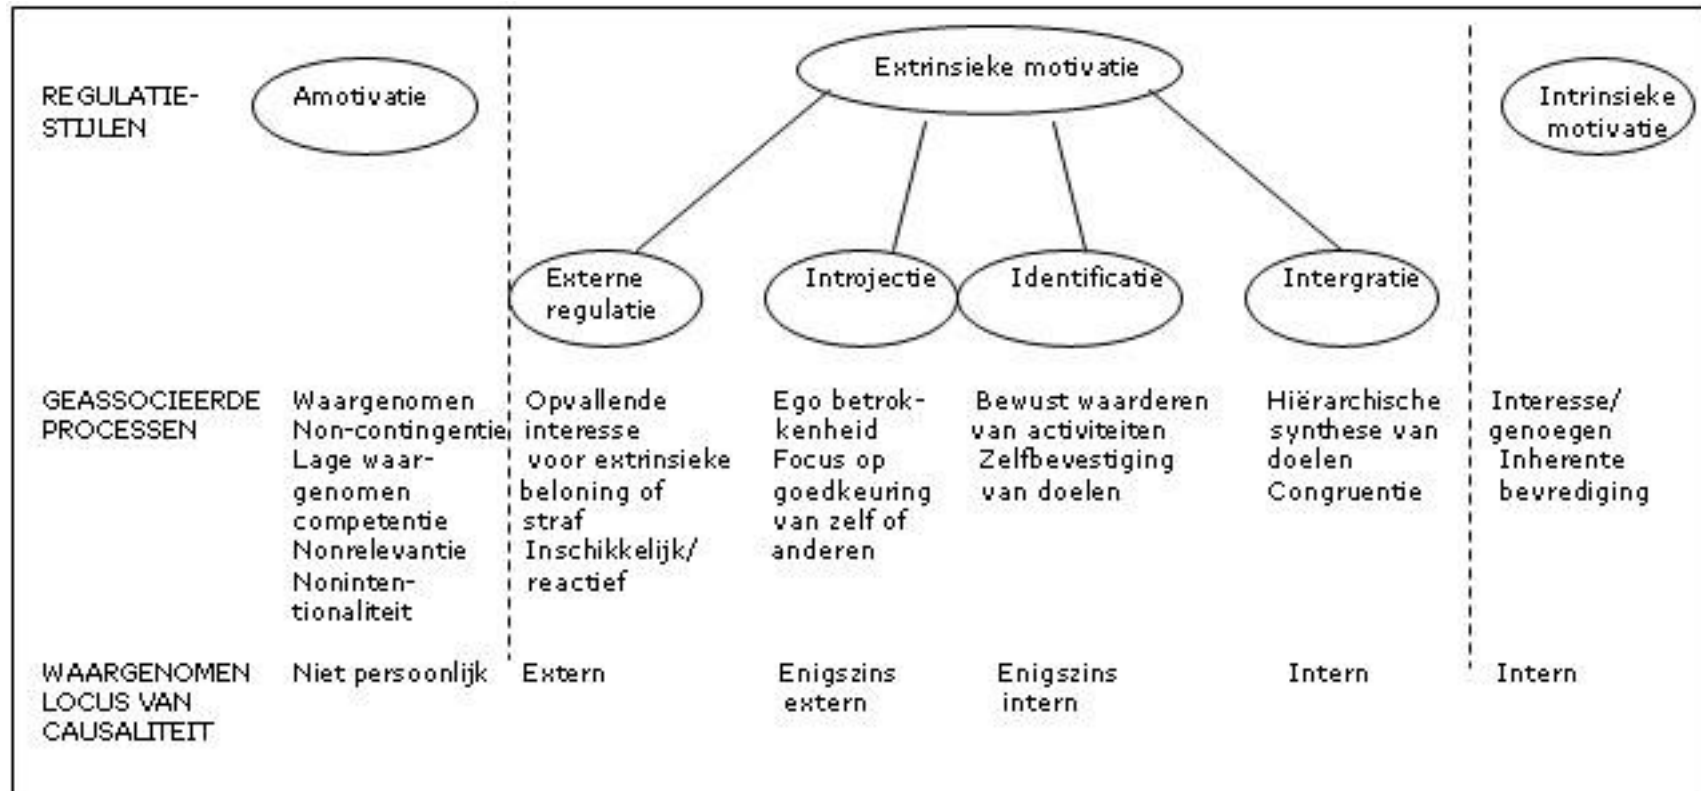 Extrinsieke motivatie
REGULATIE-
STIJLEN
Amotivatie
Intrinsieke
motivatie
Externe
regulatie
Introjectie
Identificatie
Intergratie
GEASSOCIEERDE
PROCESSEN
Waargenomen
Non-contingentie
Lage waar-
genomen
competentie
Nonrelevantie
Noninten-
tionaliteit
Opvallende
interesse
voor extrinsieke
beloning of
straf
Inschikkelijk/
reactief
Ego betrok-
kenheid
Focus op
goedkeuring
van zelf of
anderen
Bewust waarderen
van activiteiten
Zelfbevestiging
van doelen
Hiërarchische
synthese van
doelen
Congruentie
Interesse/
genoegen
Inherente
bevrediging
WAARGENOMEN
LOCUS VAN
CAUSALITEIT
Niet persoonlijk
Extern
Enigszins
extern
Enigszins
intern
Intern
Intern